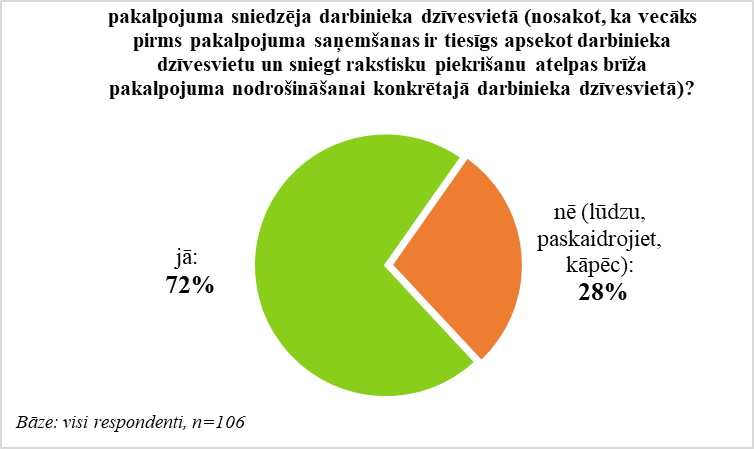 pakalpojuma sniedzēja darbinieka dzīvesvietā (nosakot, ka vecāks
pirms pakalpojuma saņemšanas ir tiesīgs apsekot darbinieka
dzīvesvietu un sniegt rakstisku piekrišanu atelpas brīža
pakalpojuma nodrošināšanai konkrētajā darbinieka dzīvesvietā)?
jā:
72%
nē (lūdzu,
paskaidrojiet,
kāpēc):
28%
Bāze: visi respondenti, n=106